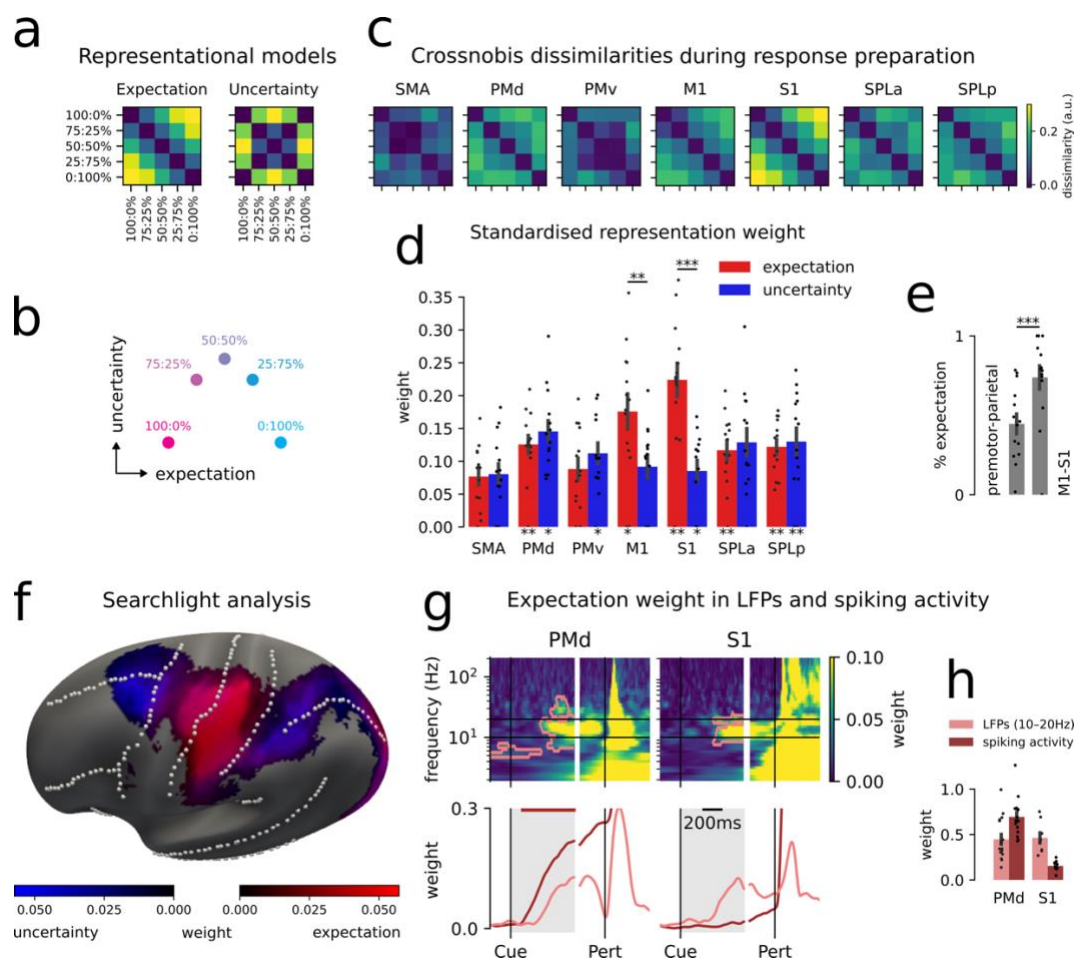 a
Representational models
Expectation
Uncertainty
100:0%
75:25%
50:50%
25:75%
0:100%
100:0%
75:25%
50:50%
25:75%
0:100%
100:0%
75:25%
50:50%
25:75%
0:100%
b
50:50%
75:25%
25:75%
100:0%
0:100%
uncertainty
expectation
c
Crossnobis dissimilarities during response preparation
SMA
PMd
PMv
M1
S1
SPLa
SPLp
0.2
0.0
dissimilarity (a.u.)
d
Standardised representation weight
expectation
uncertainty
**
***
0.35
0.30
0.25
0.20
0.15
0.10
0.05
0.00
weight
** * * * ** * ** ** **
SMA PMd PMv M1 S1 SPLa SPLp
e
***
1
0
% expectation
premotor-parietal
M1-S1
f
Searchlight analysis
0.050 0.025 0.000
0.000 0.025 0.050
uncertainty weight expectation
g
Expectation weight in LFPs and spiking activity
PMd
S1
frequency (Hz)
10²
10¹
0.10
0.05
0.00
weight
0.3
0.0
weight
200ms
Cue
Pert
Cue
Pert
h
LFPs (10–20Hz)
spiking activity
1.0
0.5
0.0
weight
PMd S1